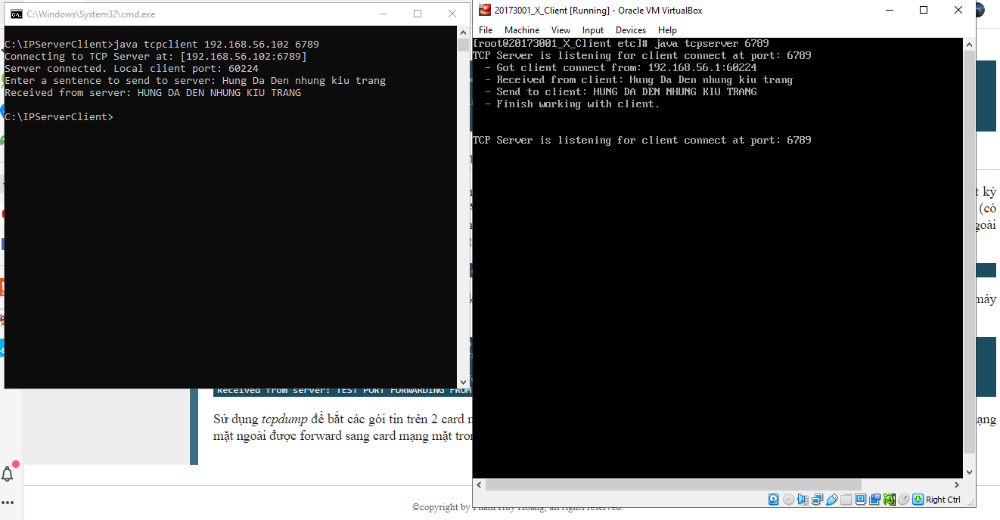 C:\Windows\System32\cmd.exe
C:\IPServerClient>java tcpclient 192.168.56.102 6789
Connecting to TCP Server at: [192.168.56.102:6789]
Server connected. Local client port: 60224
Enter a sentence to send to server: Hung Da Den nhung kiu trang
Received from server: HUNG DA DEN NHUNG KIU TRANG
C:\IPServerClient>
20173001_X_Client [Running] - Oracle VM VirtualBox
File Machine View Input Devices Help
[root@20173001_X_Client etc]# java tcpserver 6789
TCP Server is listening for client connect at port: 6789
- Got client connect from: 192.168.56.1:60224
- Received from client: Hung Da Den nhung kiu trang
- Send to client: HUNG DA DEN NHUNG KIU TRANG
- Finish working with client.
TCP Server is listening for client connect at port: 6789
Right Ctrl
t kỳ
(có
goài
máy
Received from server: TEST PORT FORWARDING FROM
Sử dụng tcpdump để bắt các gói tin trên 2 card m
ạng
mặt ngoài được forward sang card mạng mặt tron
©copyright by Phạm Huy Hoàng, all rights reserved.